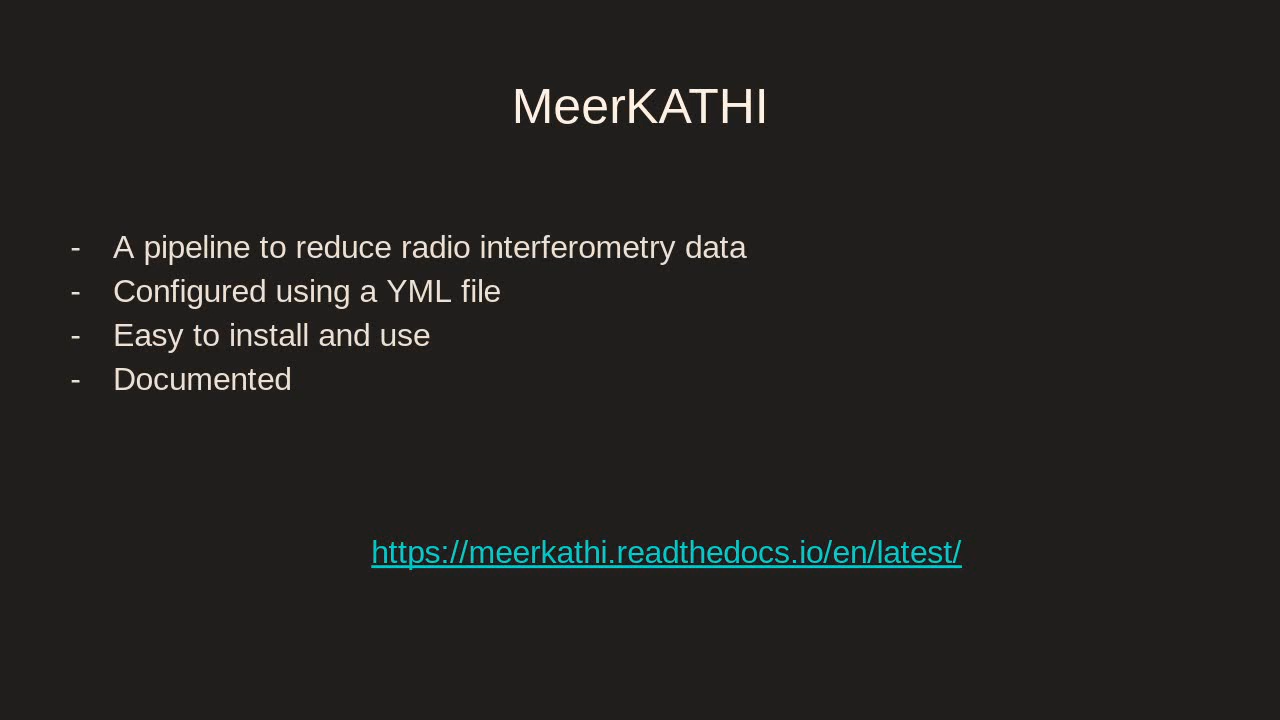 MeerKATHI
- A pipeline to reduce radio interferometry data
- Configured using a YML file
- Easy to install and use
- Documented
https://meerkathi.readthedocs.io/en/latest/